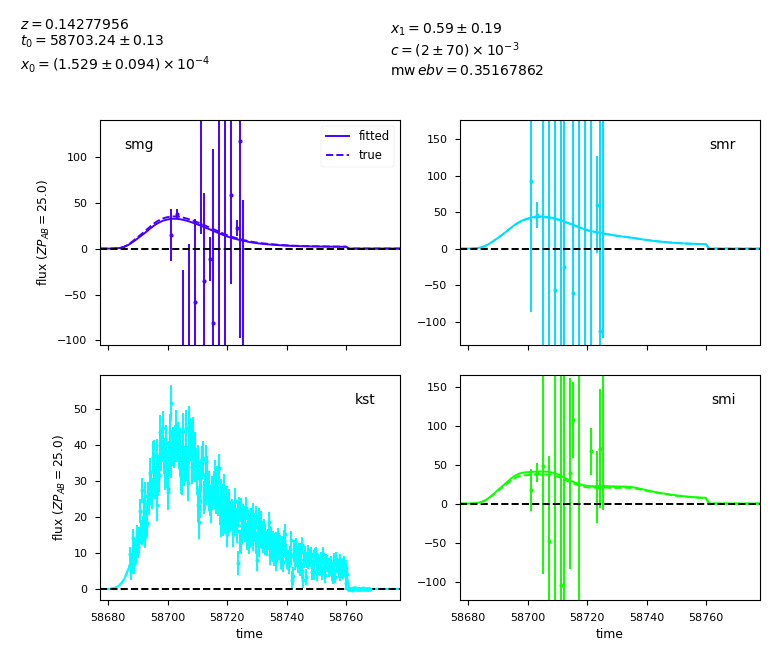 z = 0.14277956
t₀ = 58703.24 ± 0.13
x₀ = (1.529 ± 0.094) × 10⁻⁴
x₁ = 0.59 ± 0.19
c = (2 ± 70) × 10⁻³
mw ebv = 0.35167862
smg
fitted
true
100
50
0
−50
−100
flux (ZP_AB = 25.0)
smr
150
100
50
0
−50
−100
kst
50
40
30
20
10
0
flux (ZP_AB = 25.0)
58680 58700 58720 58740 58760
time
smi
150
100
50
0
−50
−100
58680 58700 58720 58740 58760
time